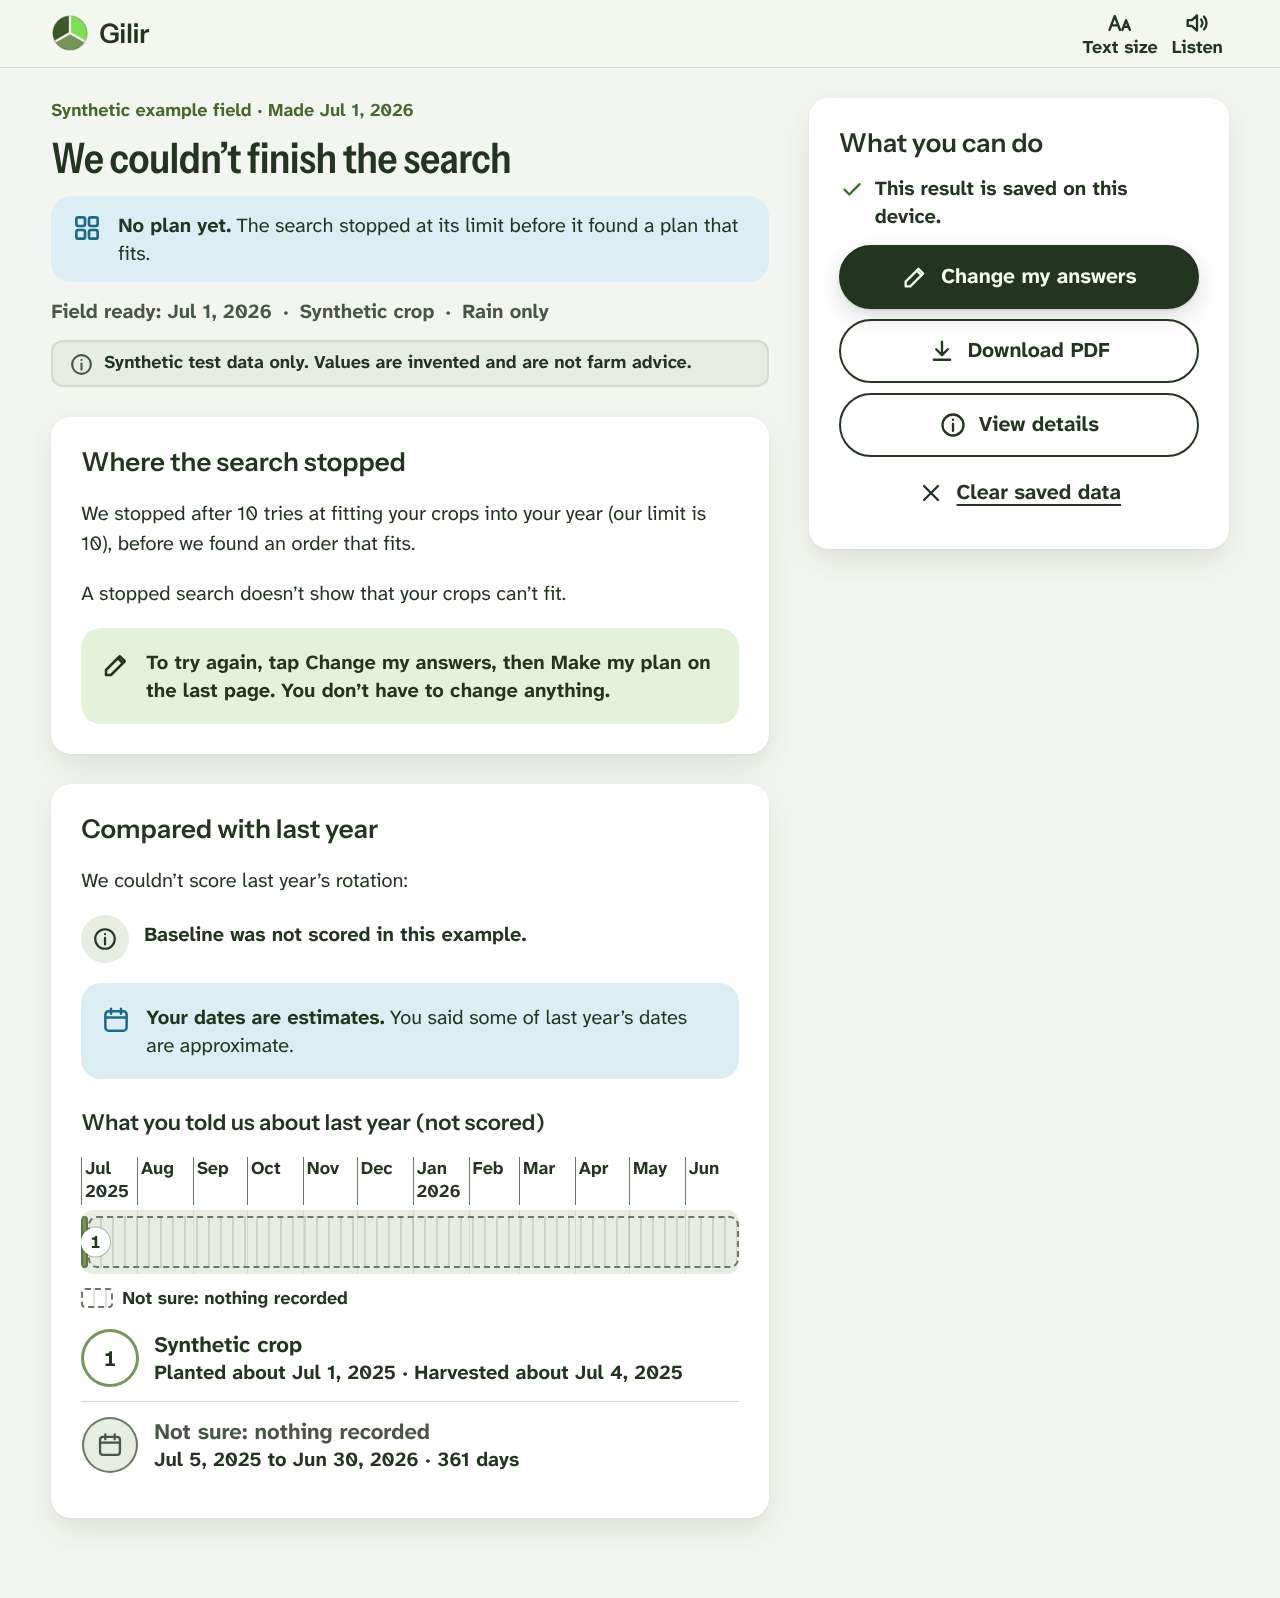 Gilir
Text size
Listen
Synthetic example field · Made Jul 1, 2026
We couldn’t finish the search
No plan yet. The search stopped at its limit before it found a plan that
fits.
Field ready: Jul 1, 2026 · Synthetic crop · Rain only
Synthetic test data only. Values are invented and are not farm advice.
Where the search stopped
We stopped after 10 tries at fitting your crops into your year (our limit is
10), before we found an order that fits.
A stopped search doesn’t show that your crops can’t fit.
To try again, tap Change my answers, then Make my plan on
the last page. You don’t have to change anything.
Compared with last year
We couldn’t score last year’s rotation:
Baseline was not scored in this example.
Your dates are estimates. You said some of last year’s dates
are approximate.
What you told us about last year (not scored)
Jul Aug Sep Oct Nov Dec Jan Feb Mar Apr May Jun
2025 2026
1
Not sure: nothing recorded
1
Synthetic crop
Planted about Jul 1, 2025 · Harvested about Jul 4, 2025
Not sure: nothing recorded
Jul 5, 2025 to Jun 30, 2026 · 361 days
What you can do
This result is saved on this
device.
Change my answers
Download PDF
View details
Clear saved data